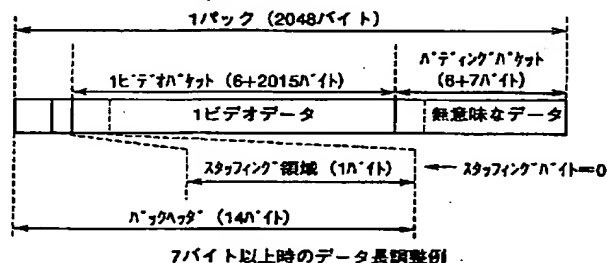 1パック (2048バイト)
1ビデオパケット (6+2015バイト)
パディングパケット
(6+7バイト)
1ビデオデータ
無意味なデータ
スタッフィング領域 (1バイト)
スタッフィングバイト=0
パックヘッダ (14バイト)
7バイト以上時のデータ長調整例